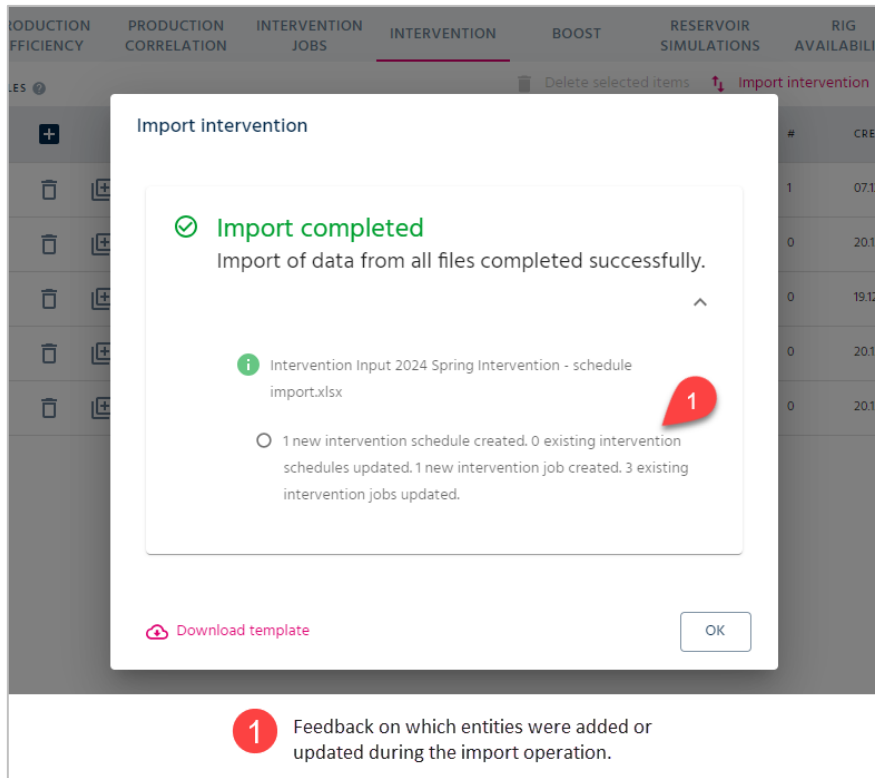 RODUCTION PRODUCTION INTERVENTION INTERVENTION BOOST RESERVOIR RIG
FFICIENCY CORRELATION JOBS SIMULATIONS AVAILABILI
LES Delete selected items Import intervention
# CRE
Import intervention
1 07.1
Import completed
0 20.1
Import of data from all files completed successfully.
0 19.12
0 20.1
Intervention Input 2024 Spring Intervention - schedule
import.xlsx
1
0 20.1
1 new intervention schedule created. 0 existing intervention
schedules updated. 1 new intervention job created. 3 existing
intervention jobs updated.
Download template OK
1 Feedback on which entities were added or
updated during the import operation.